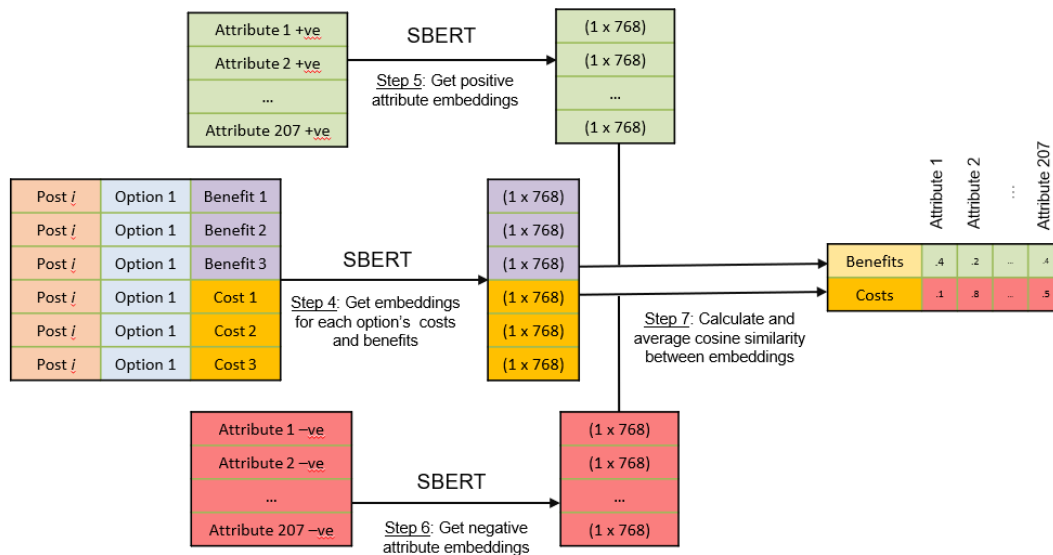 Attribute 1 +ve
Attribute 2 +ve
...
Attribute 207 +ve
SBERT
Step 5: Get positive
attribute embeddings
(1 x 768)
(1 x 768)
...
(1 x 768)
Post i Option 1 Benefit 1
Post i Option 1 Benefit 2
Post i Option 1 Benefit 3
Post i Option 1 Cost 1
Post i Option 1 Cost 2
Post i Option 1 Cost 3
SBERT
Step 4: Get embeddings
for each option's costs
and benefits
(1 x 768)
(1 x 768)
(1 x 768)
(1 x 768)
(1 x 768)
(1 x 768)
Step 7: Calculate and
average cosine similarity
between embeddings
Attribute 1
Attribute 2
...
Attribute 207
Benefits .4 .2 ... .4
Costs .1 .8 ... .5
Attribute 1 –ve
Attribute 2 –ve
...
Attribute 207 –ve
SBERT
Step 6: Get negative
attribute embeddings
(1 x 768)
(1 x 768)
...
(1 x 768)